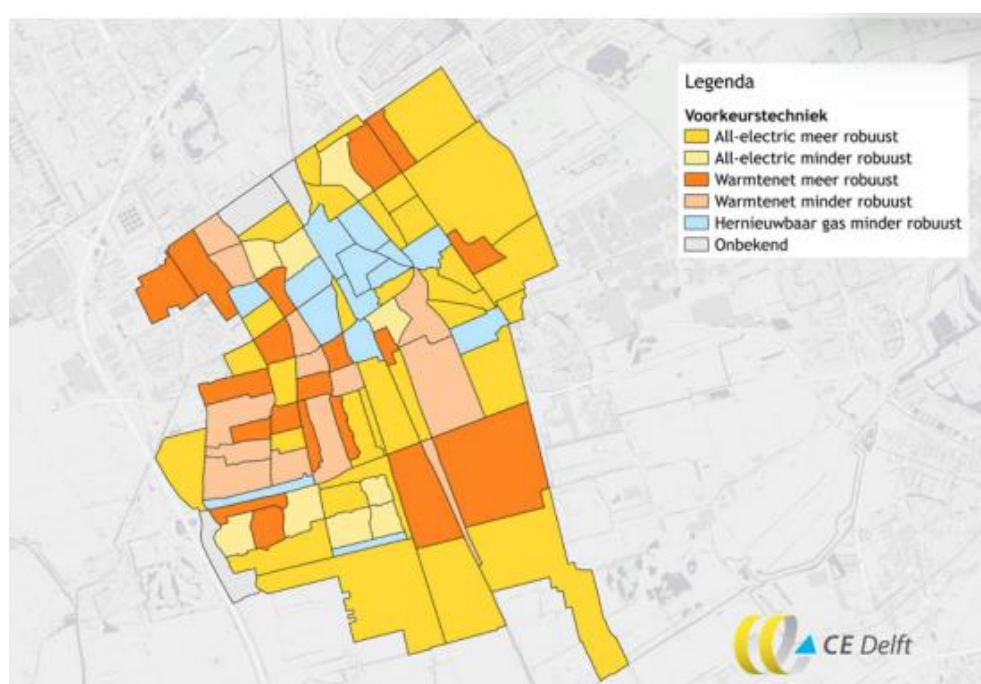 Legenda
Voorkeurstechniek
All-electric meer robuust
All-electric minder robuust
Warmtenet meer robuust
Warmtenet minder robuust
Hernieuwbaar gas minder robuust
Onbekend
CE Delft